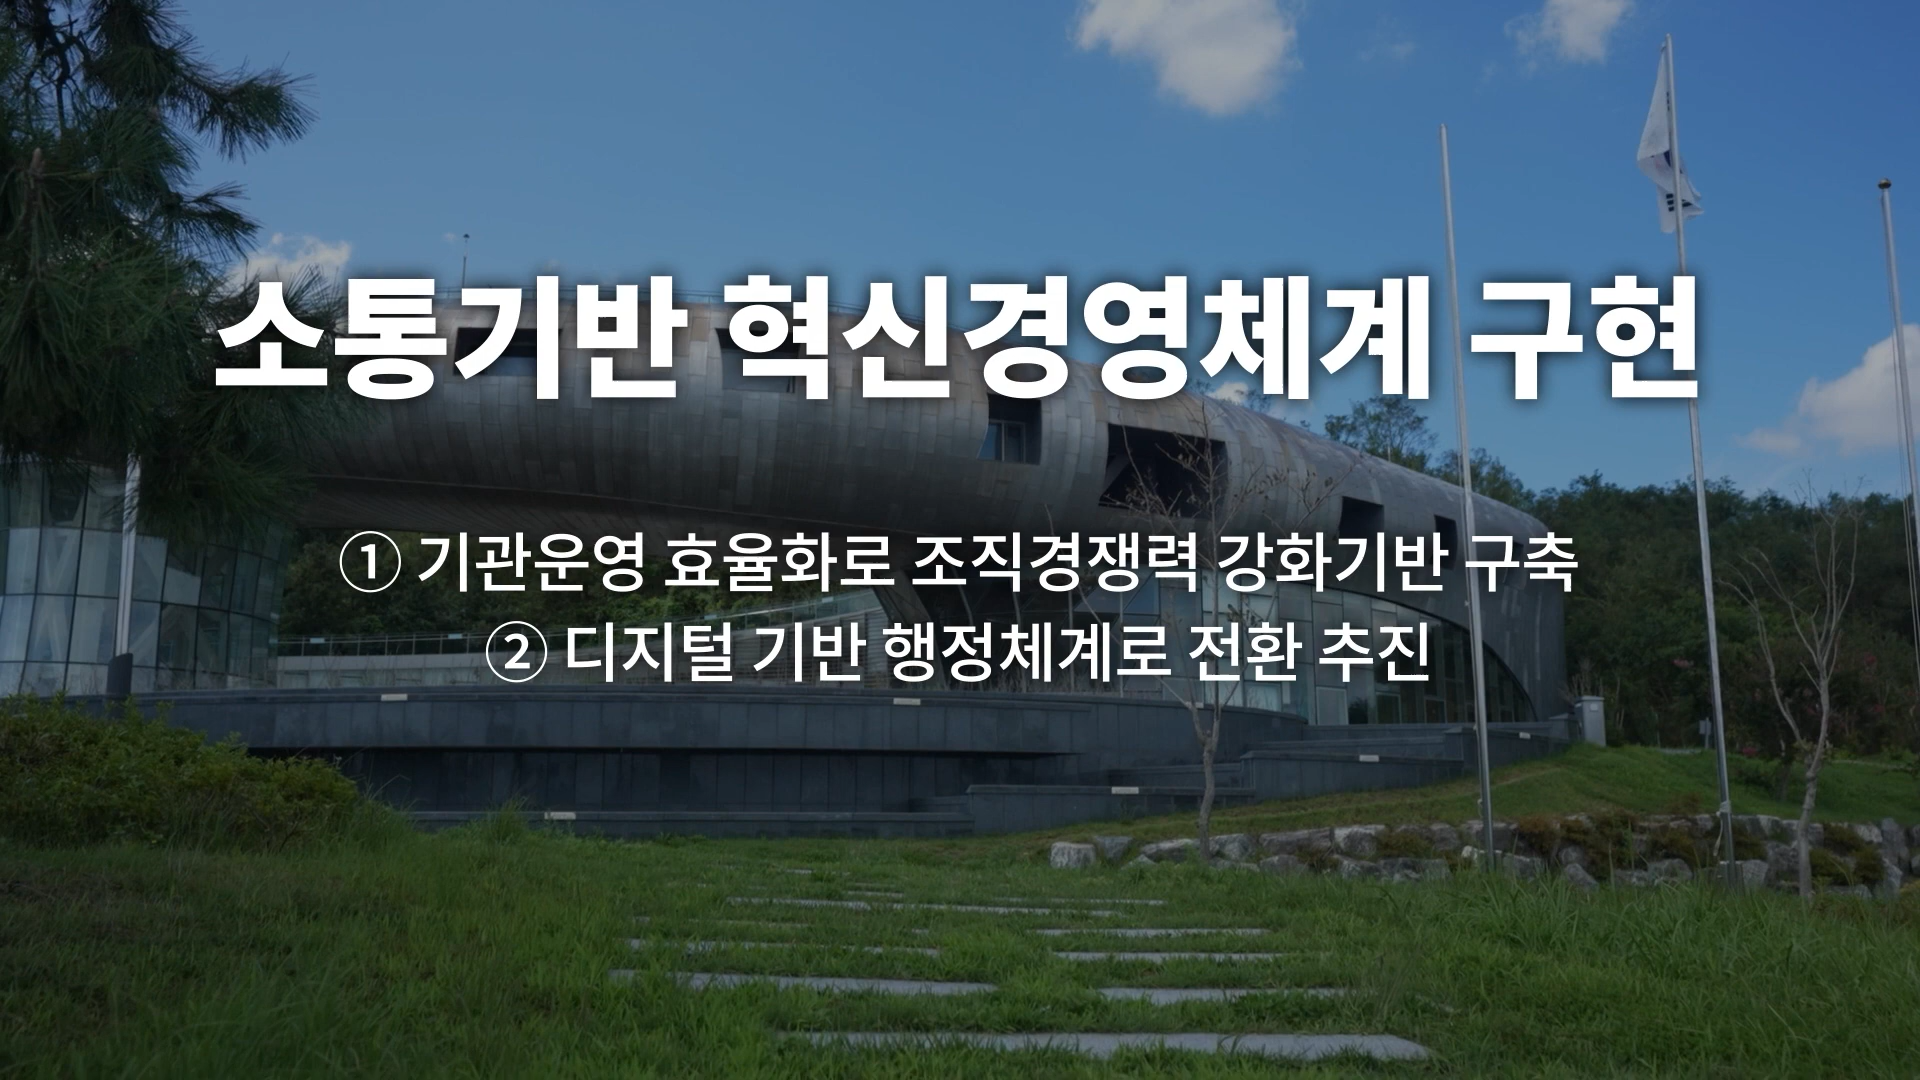 소통기반 혁신경영체계 구현
① 기관운영 효율화로 조직경쟁력 강화기반 구축
② 디지털 기반 행정체계로 전환 추진